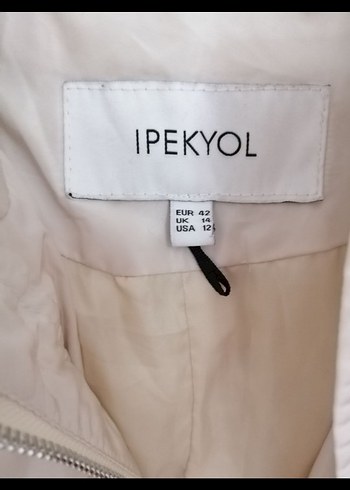 IPEKYOL
EUR 42
UK 14
USA 12